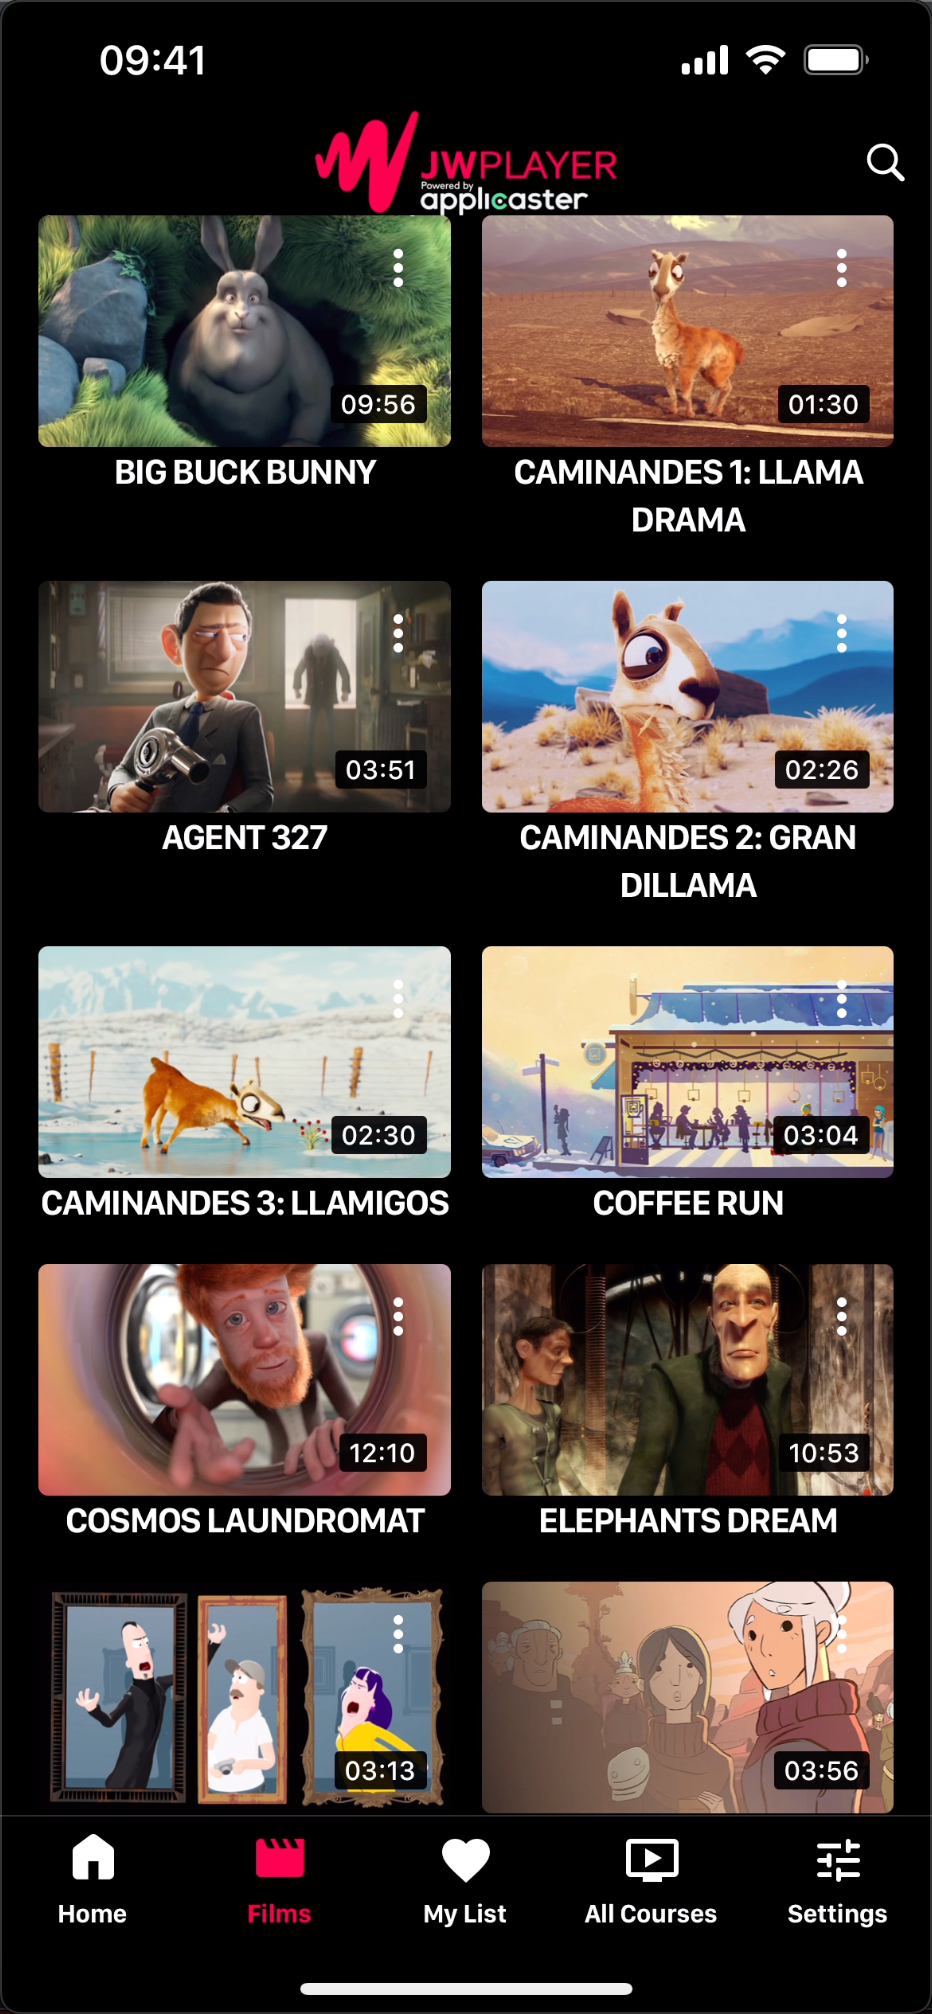 09:41
JWPLAYER
Powered by
applicaster
09:56
01:30
BIG BUCK BUNNY
CAMINANDES 1: LLAMA
DRAMA
03:51
02:26
AGENT 327
CAMINANDES 2: GRAN
DILLAMA
02:30
03:04
CAMINANDES 3: LLAMIGOS
COFFEE RUN
12:10
10:53
COSMOS LAUNDROMAT
ELEPHANTS DREAM
03:13
03:56
Home
Films
My List
All Courses
Settings